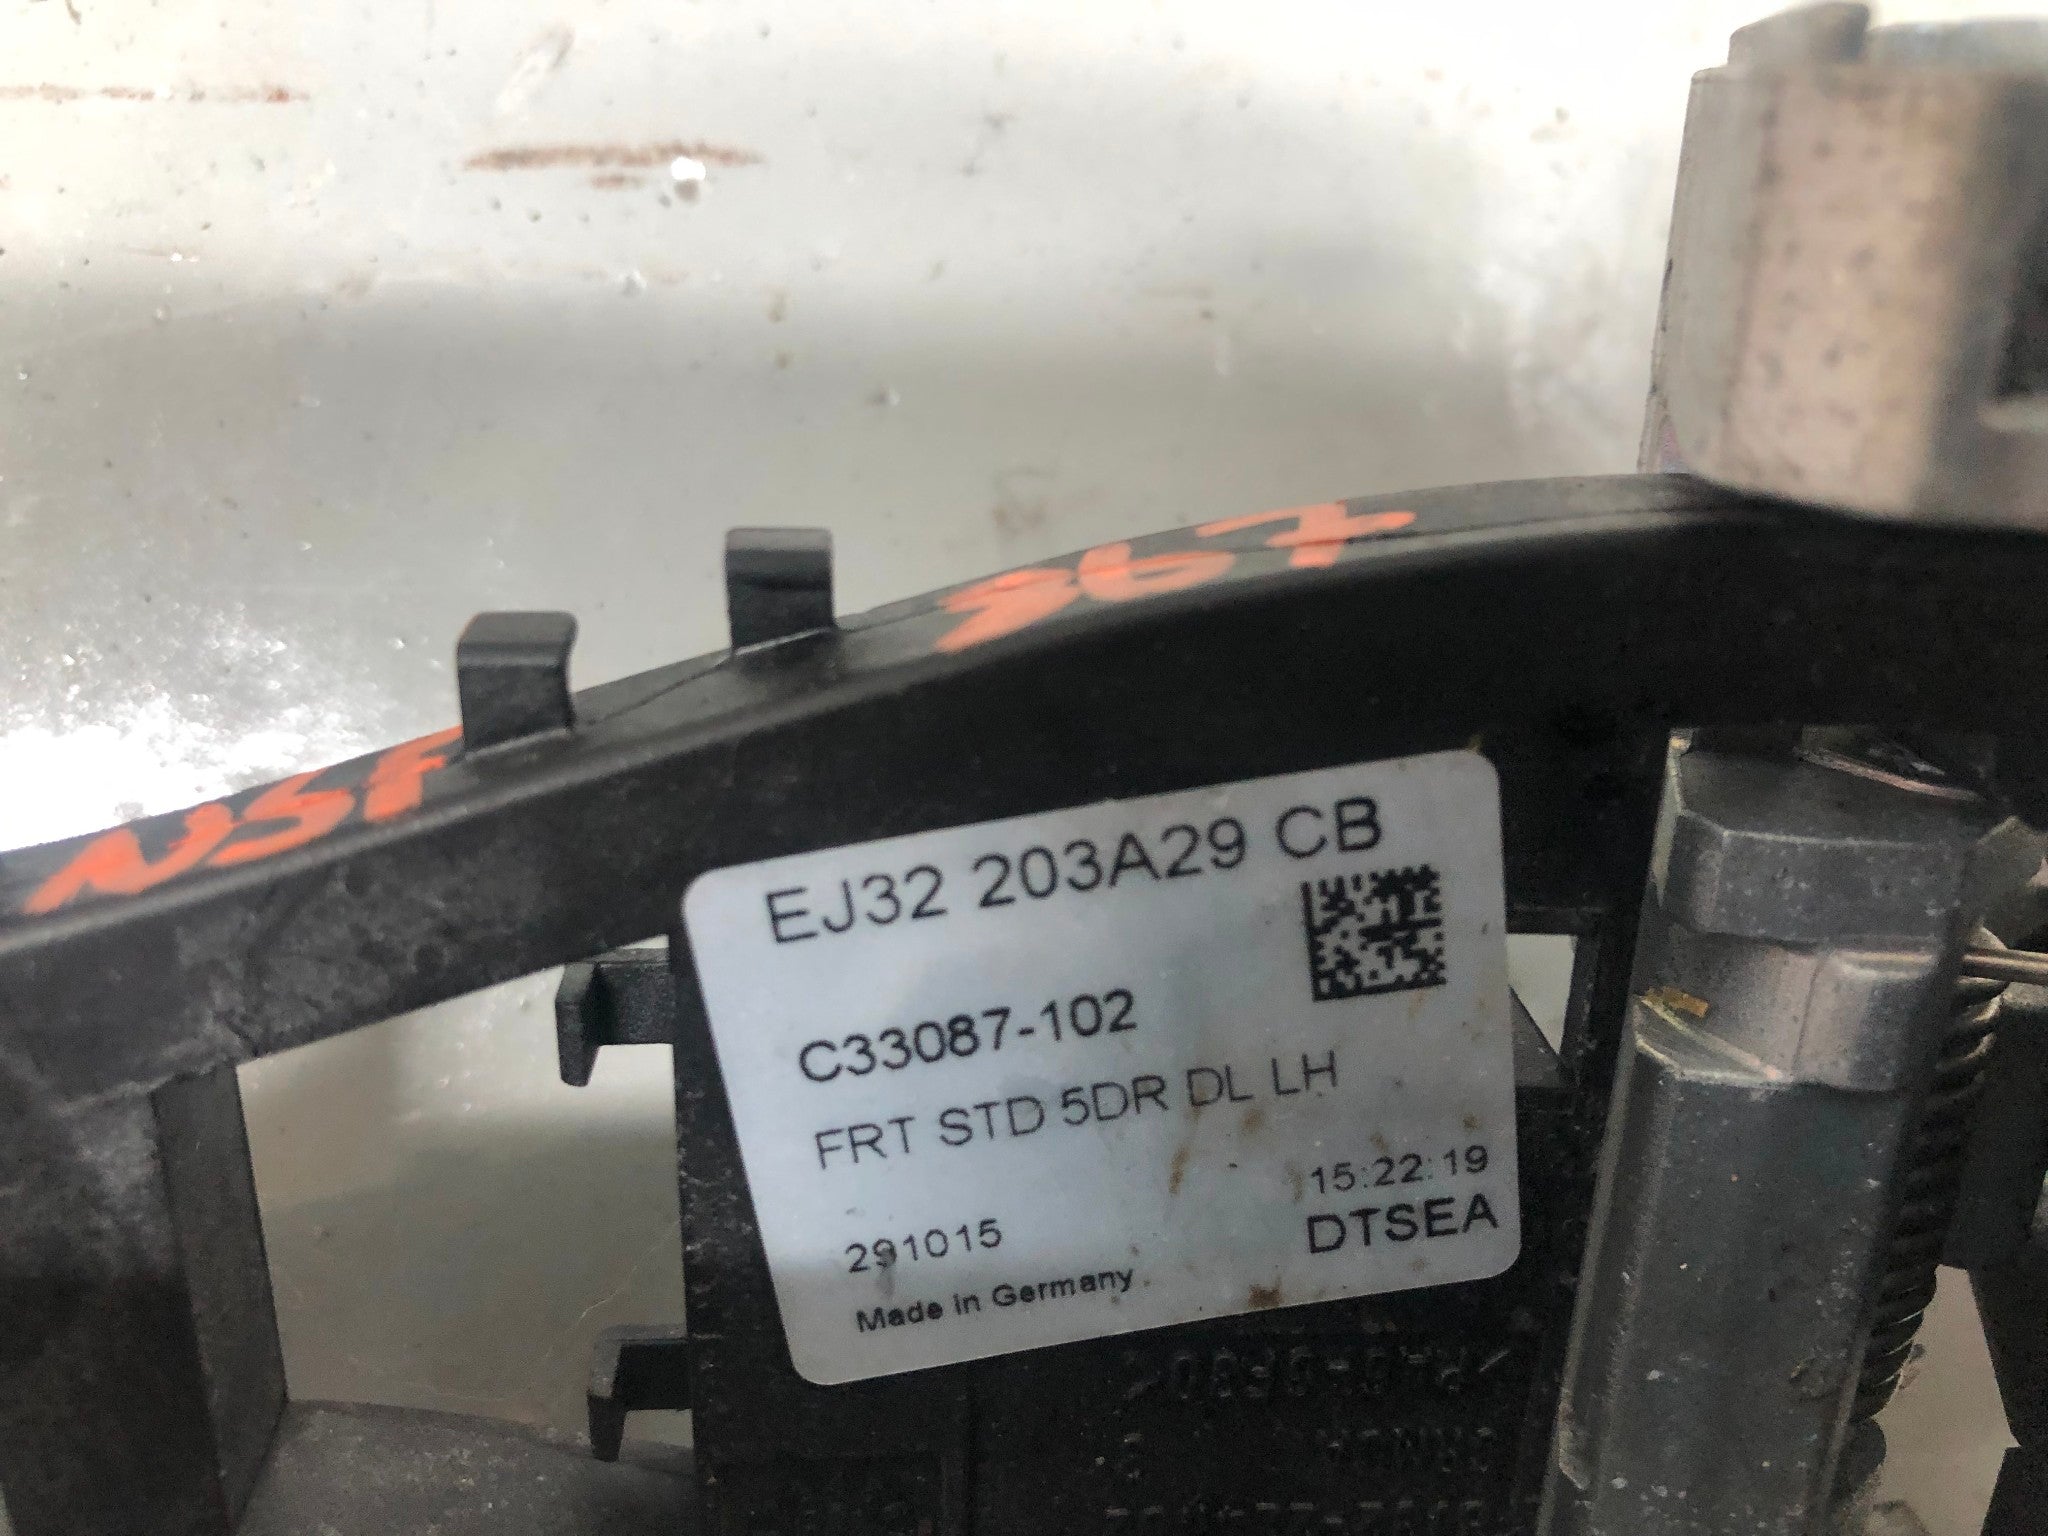 NSF
967
EJ32 203A29 CB
C33087-102
FRT STD 5DR DL LH
15:22:19
291015
DTSEA
Made in Germany